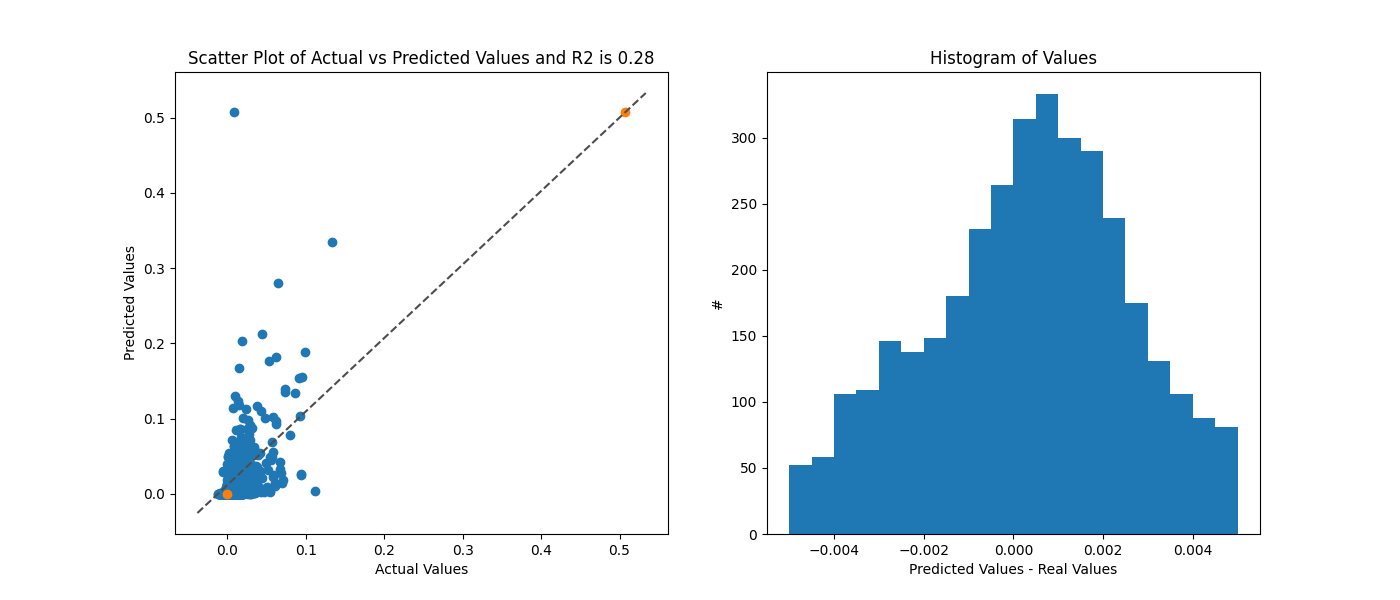 Scatter Plot of Actual vs Predicted Values and R2 is 0.28
Predicted Values
0.5
0.4
0.3
0.2
0.1
0.0
0.0 0.1 0.2 0.3 0.4 0.5
Actual Values
Histogram of Values
#
300
250
200
150
100
50
0
−0.004 −0.002 0.000 0.002 0.004
Predicted Values - Real Values